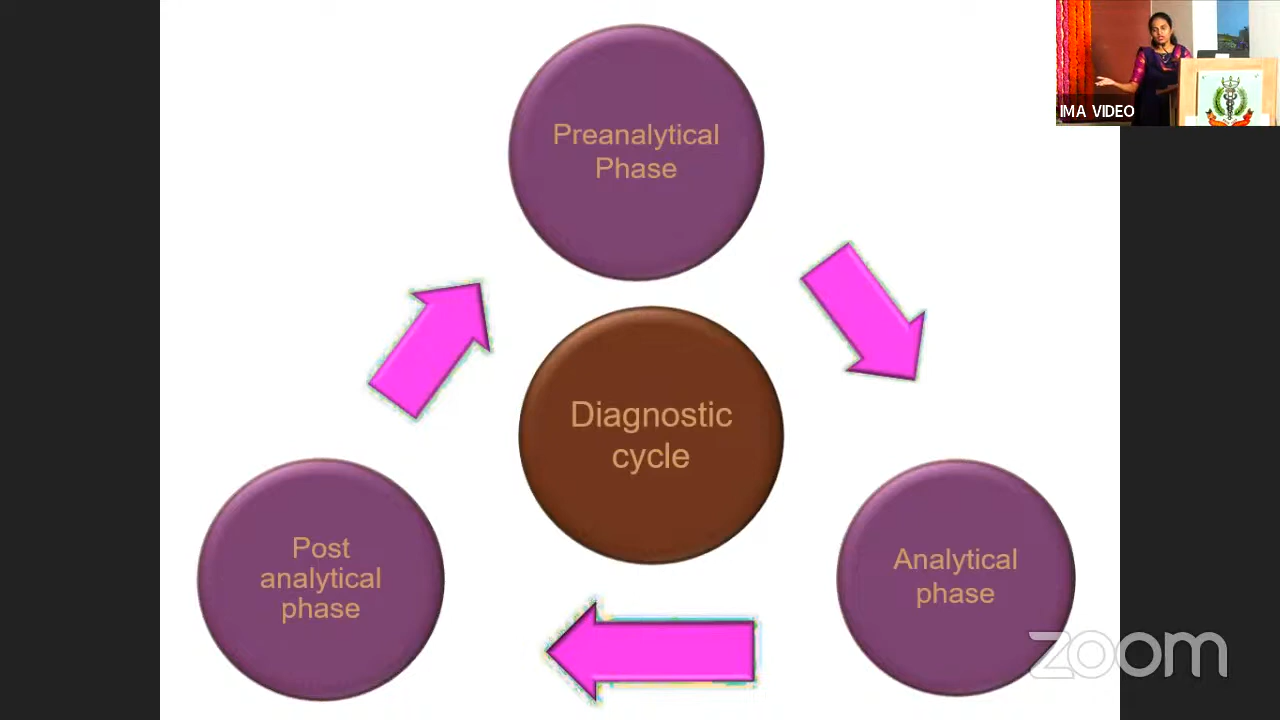 Preanalytical
Phase
IMA VIDEO
Diagnostic
cycle
Post
analytical
phase
Analytical
phase
zoom